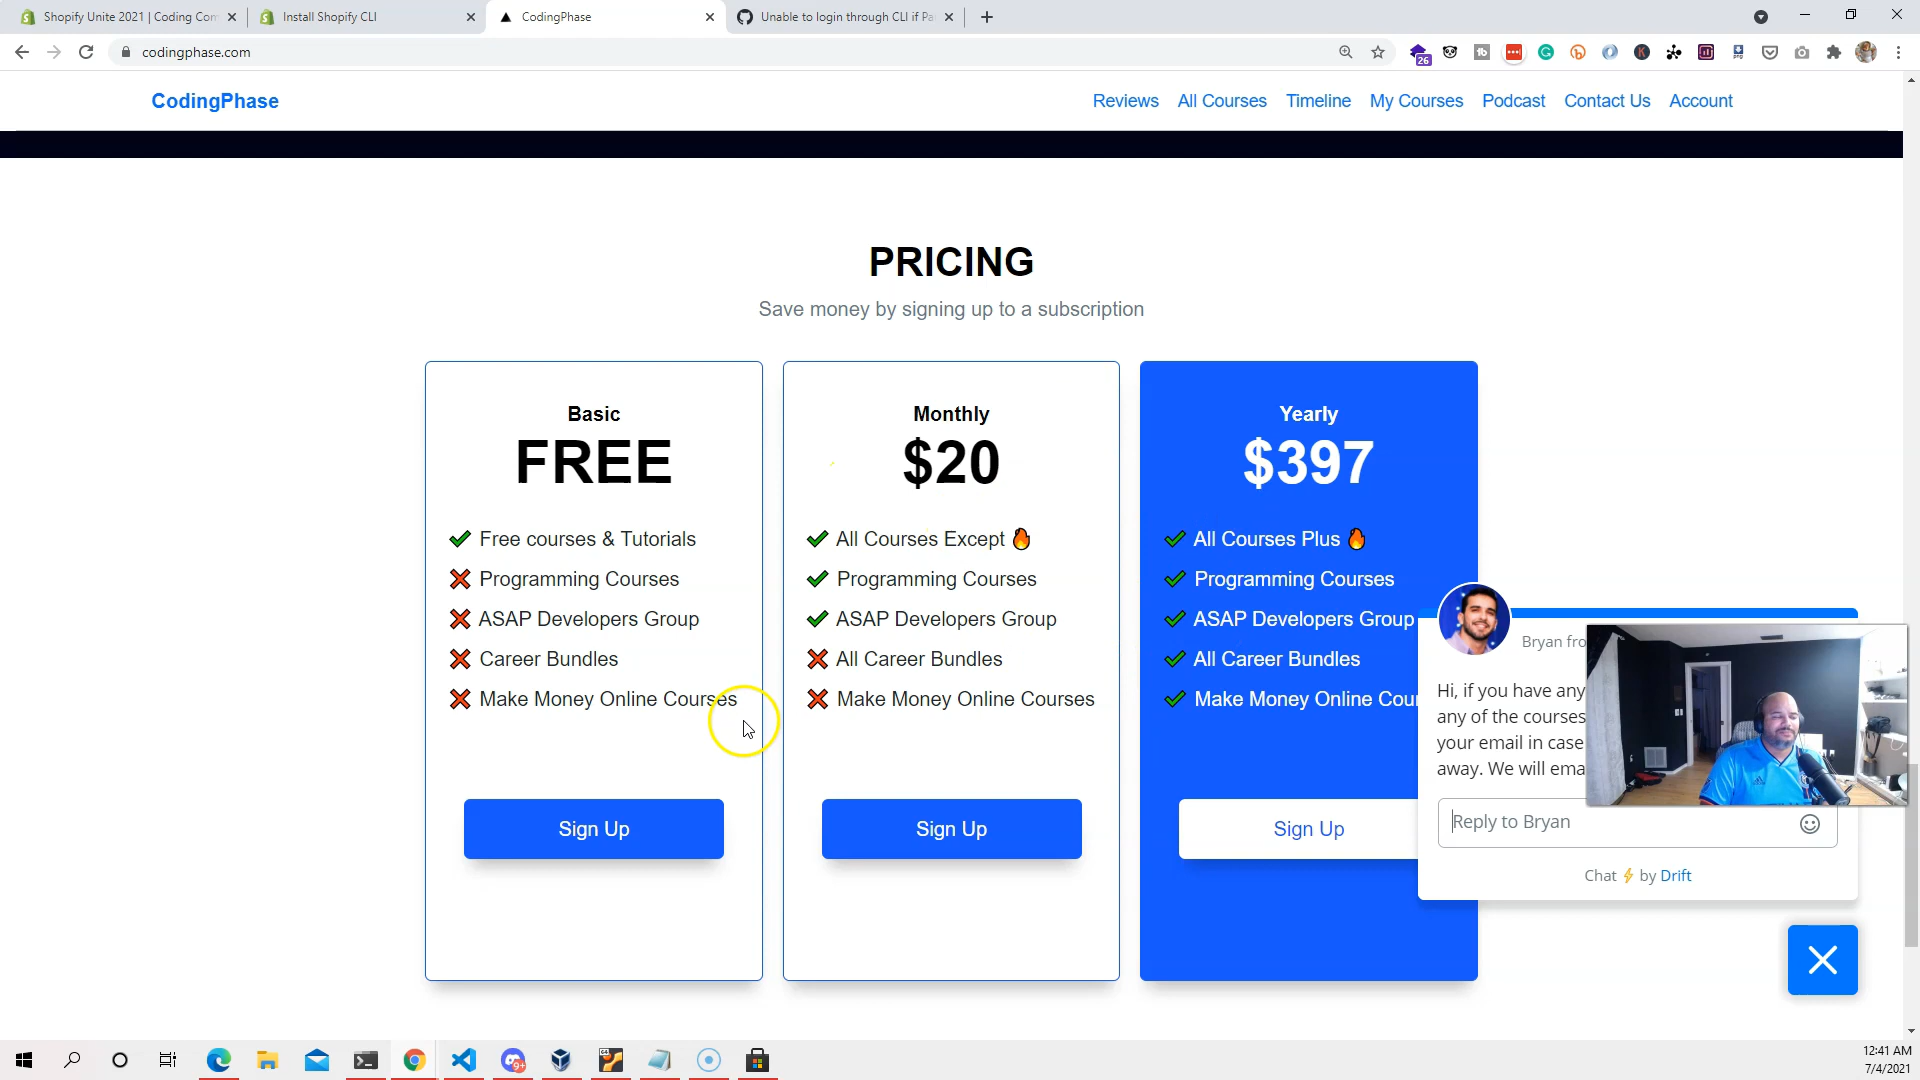 Shopify Unite 2021 | Coding Com
Install Shopify CLI
CodingPhase
Unable to login through CLI if Pa
codingphase.com
26
CodingPhase
Reviews
All Courses
Timeline
My Courses
Podcast
Contact Us
Account
PRICING
Save money by signing up to a subscription
Basic
FREE
Free courses & Tutorials
Programming Courses
ASAP Developers Group
Career Bundles
Make Money Online Courses
Sign Up
Monthly
$20
All Courses Except 🔥
Programming Courses
ASAP Developers Group
All Career Bundles
Make Money Online Courses
Sign Up
Yearly
$397
All Courses Plus 🔥
Programming Courses
ASAP Developers Group
All Career Bundles
Make Money Online Cour
Sign Up
Bryan fro
Hi, if you have any
any of the courses
your email in case
away. We will ema
Reply to Bryan
Chat ⚡ by Drift
9+
12:41 AM
7/4/2021